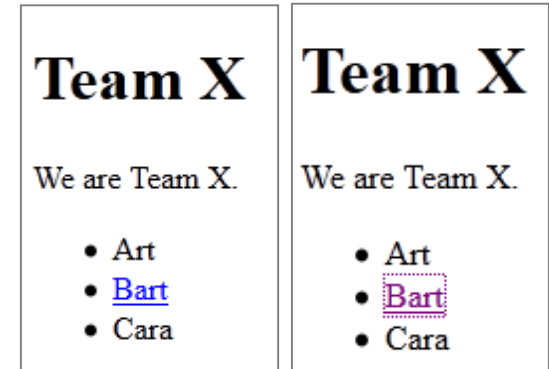 Team X
We are Team X.
• Art
• Bart
• Cara
Team X
We are Team X.
• Art
• Bart
• Cara